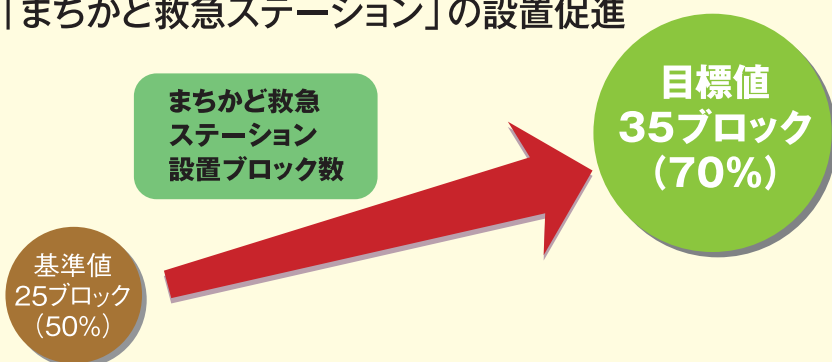 「まちかど救急ステーション」の設置促進
まちかど救急
ステーション
設置ブロック数
目標値
35ブロック
(70%)
基準値
25ブロック
(50%)